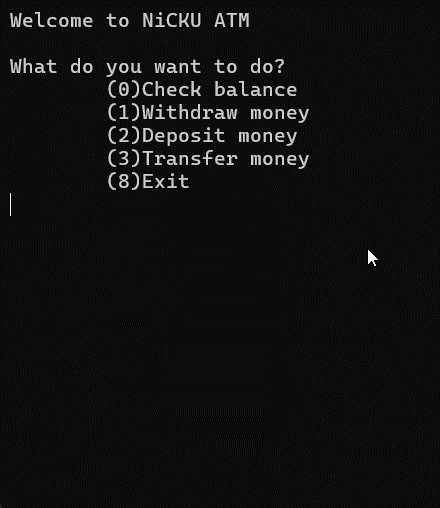 Welcome to NiCKU ATM
What do you want to do?
(0)Check balance
(1)Withdraw money
(2)Deposit money
(3)Transfer money
(8)Exit